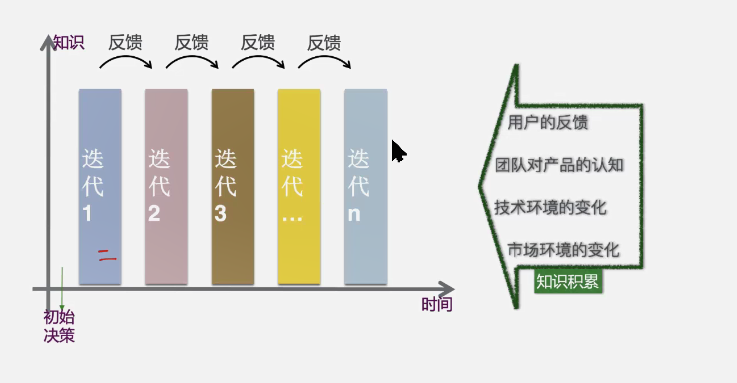 知识
反馈 反馈 反馈 反馈
迭代1
迭代2
迭代3
迭代...
迭代n
二
时间
初始
决策
用户的反馈
团队对产品的认知
技术环境的变化
市场环境的变化
知识积累